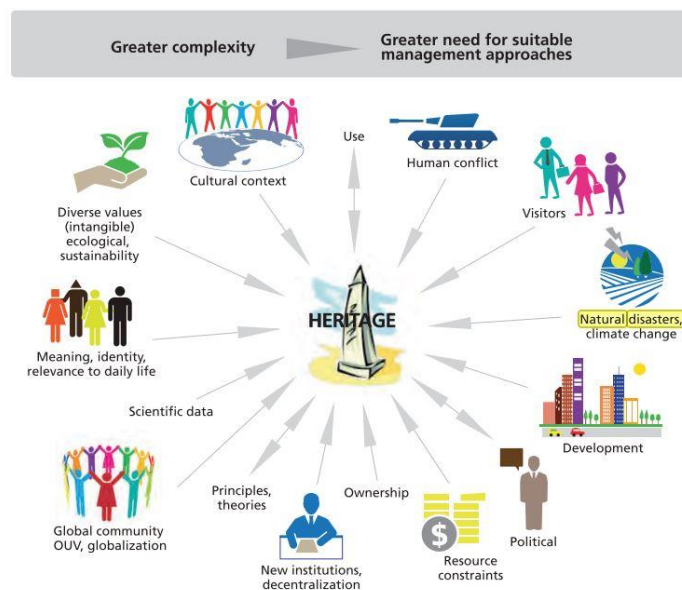 Greater complexity
Greater need for suitable
management approaches
Cultural context
Use
Human conflict
Visitors
Diverse values
(intangible)
ecological,
sustainability
Natural disasters,
climate change
HERITAGE
Meaning, identity,
relevance to daily life
Development
Scientific data
Global community
OUV, globalization
Principles,
theories
New institutions,
decentralization
Ownership
$
Resource
constraints
Political